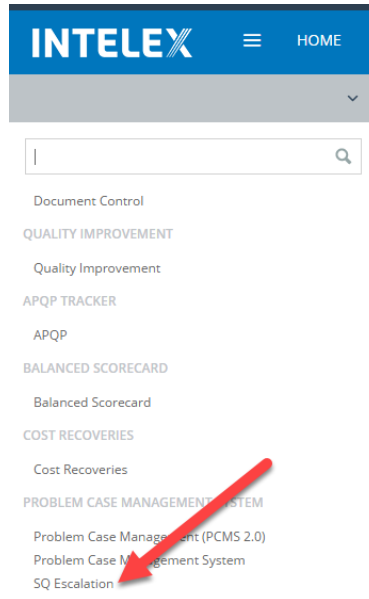 INTELEX HOME
Document Control
QUALITY IMPROVEMENT
Quality Improvement
APQP TRACKER
APQP
BALANCED SCORECARD
Balanced Scorecard
COST RECOVERIES
Cost Recoveries
PROBLEM CASE MANAGEMENT SYSTEM
Problem Case Management (PCMS 2.0)
Problem Case Management System
SQ Escalation